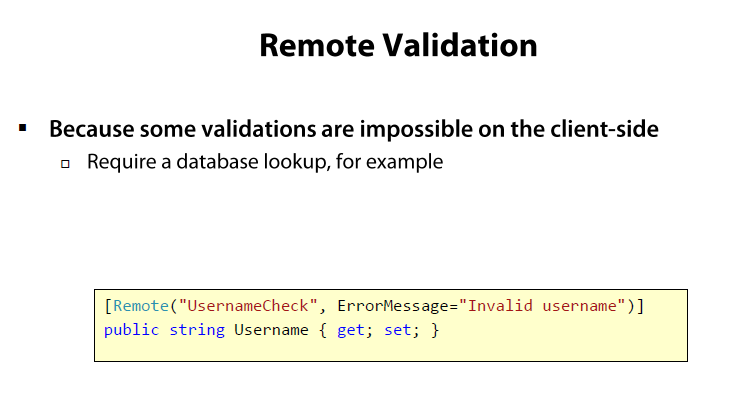 Remote Validation
Because some validations are impossible on the client-side
Require a database lookup, for example
[Remote("UsernameCheck", ErrorMessage="Invalid username")]
public string Username { get; set; }